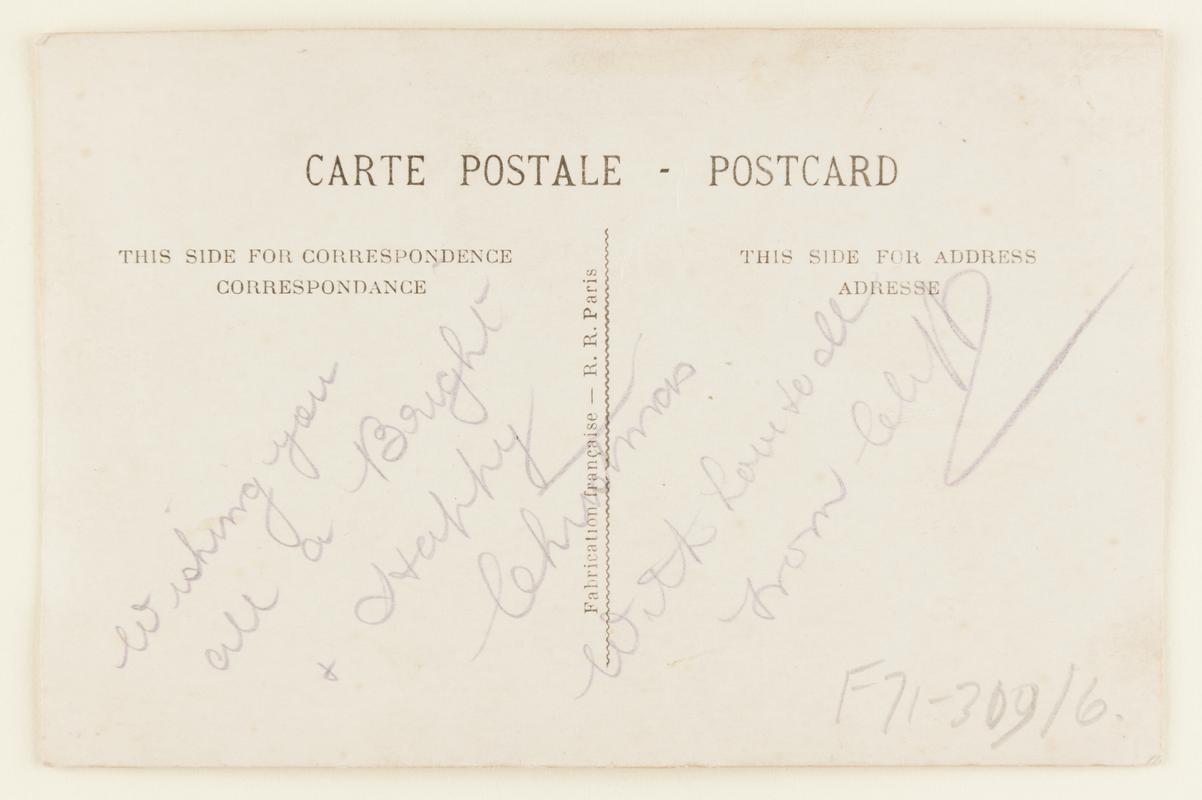 CARTE POSTALE - POSTCARD
THIS SIDE FOR CORRESPONDENCE
CORRESPONDANCE
THIS SIDE FOR ADDRESS
ADRESSE
Fabrication française — R. R. Paris
Wishing you
all a Bright
& Happy
Christmas
With Love to all
from
F71-309/6.